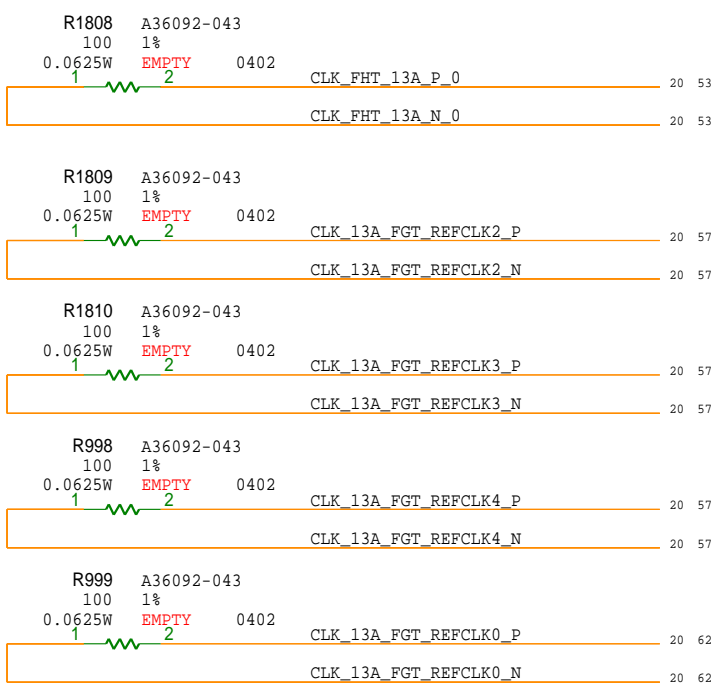 R1808 A36092-043
100 1%
0.0625W EMPTY 0402
1 2 CLK_FHT_13A_P_0 20 53
CLK_FHT_13A_N_0 20 53
R1809 A36092-043
100 1%
0.0625W EMPTY 0402
1 2 CLK_13A_FGT_REFCLK2_P 20 57
CLK_13A_FGT_REFCLK2_N 20 57
R1810 A36092-043
100 1%
0.0625W EMPTY 0402
1 2 CLK_13A_FGT_REFCLK3_P 20 57
CLK_13A_FGT_REFCLK3_N 20 57
R998 A36092-043
100 1%
0.0625W EMPTY 0402
1 2 CLK_13A_FGT_REFCLK4_P 20 57
CLK_13A_FGT_REFCLK4_N 20 57
R999 A36092-043
100 1%
0.0625W EMPTY 0402
1 2 CLK_13A_FGT_REFCLK0_P 20 62
CLK_13A_FGT_REFCLK0_N 20 62